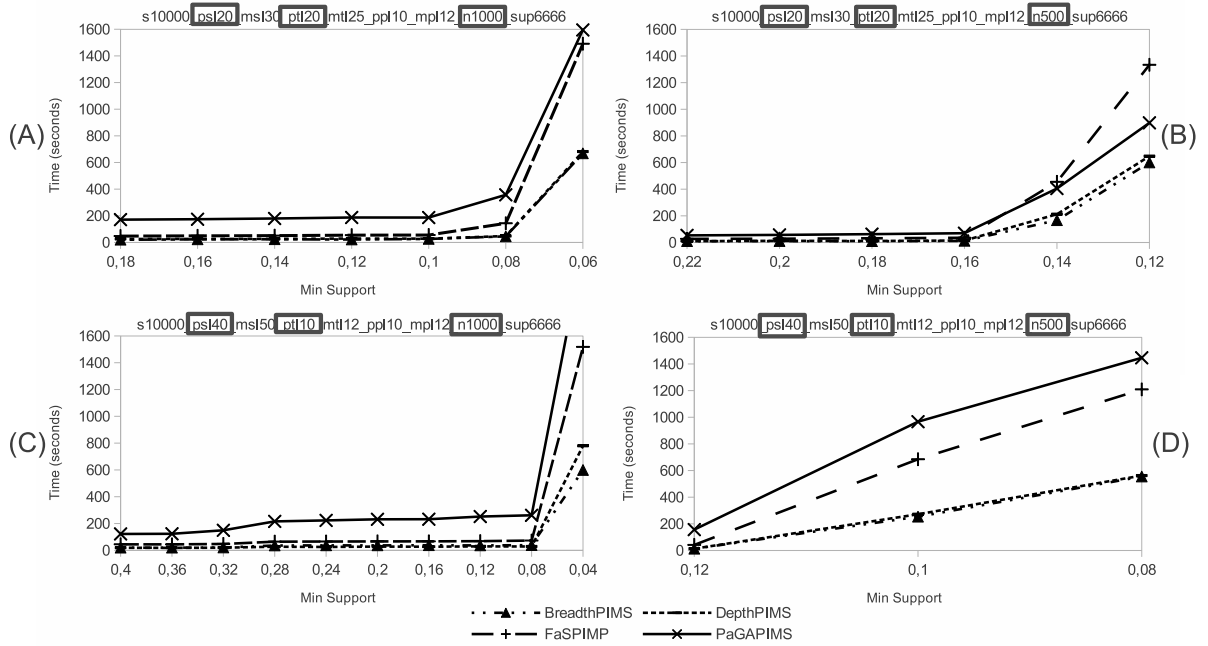 s10000_psl20_msl30_ptl20_mtl25_ppl10_mpl12_n1000_sup6666
(A)
Time (seconds)
1600
1400
1200
1000
800
600
400
200
0
0,18 0,16 0,14 0,12 0,1 0,08 0,06
Min Support
s10000_psl20_msl30_ptl20_mtl25_ppl10_mpl12_n500_sup6666
(B)
Time (seconds)
1600
1400
1200
1000
800
600
400
200
0
0,22 0,2 0,18 0,16 0,14 0,12
Min Support
s10000_psl40_msl50_ptl10_mtl12_ppl10_mpl12_n1000_sup6666
(C)
Time (seconds)
1600
1400
1200
1000
800
600
400
200
0
0,4 0,36 0,32 0,28 0,24 0,2 0,16 0,12 0,08 0,04
Min Support
s10000_psl40_msl50_ptl10_mtl12_ppl10_mpl12_n500_sup6666
(D)
Time (seconds)
1600
1400
1200
1000
800
600
400
200
0
0,12 0,1 0,08
Min Support
BreadthPIMS DepthPIMS
FaSPIMP PaGAPIMS